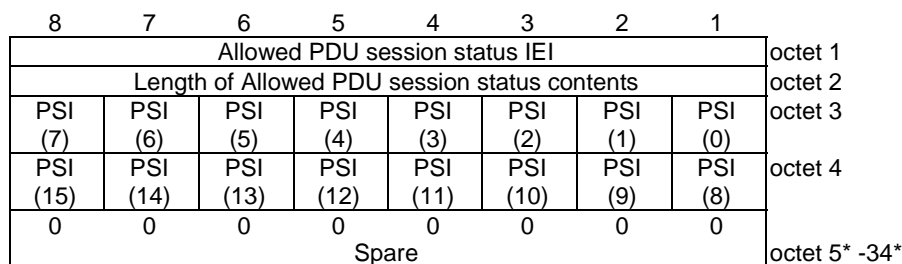 8 7 6 5 4 3 2 1
Allowed PDU session status IEI octet 1
Length of Allowed PDU session status contents octet 2
PSI PSI PSI PSI PSI PSI PSI PSI octet 3
(7) (6) (5) (4) (3) (2) (1) (0)
PSI PSI PSI PSI PSI PSI PSI PSI octet 4
(15) (14) (13) (12) (11) (10) (9) (8)
0 0 0 0 0 0 0 0
Spare octet 5* -34*